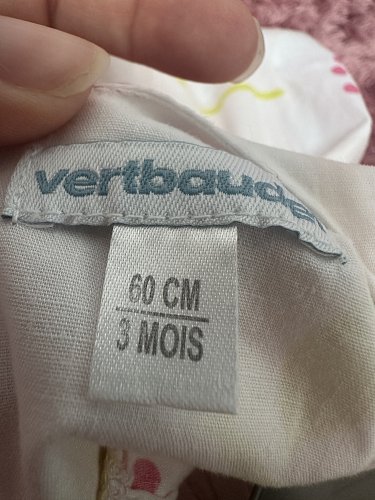 vertbaudet
60 CM
3 MOIS